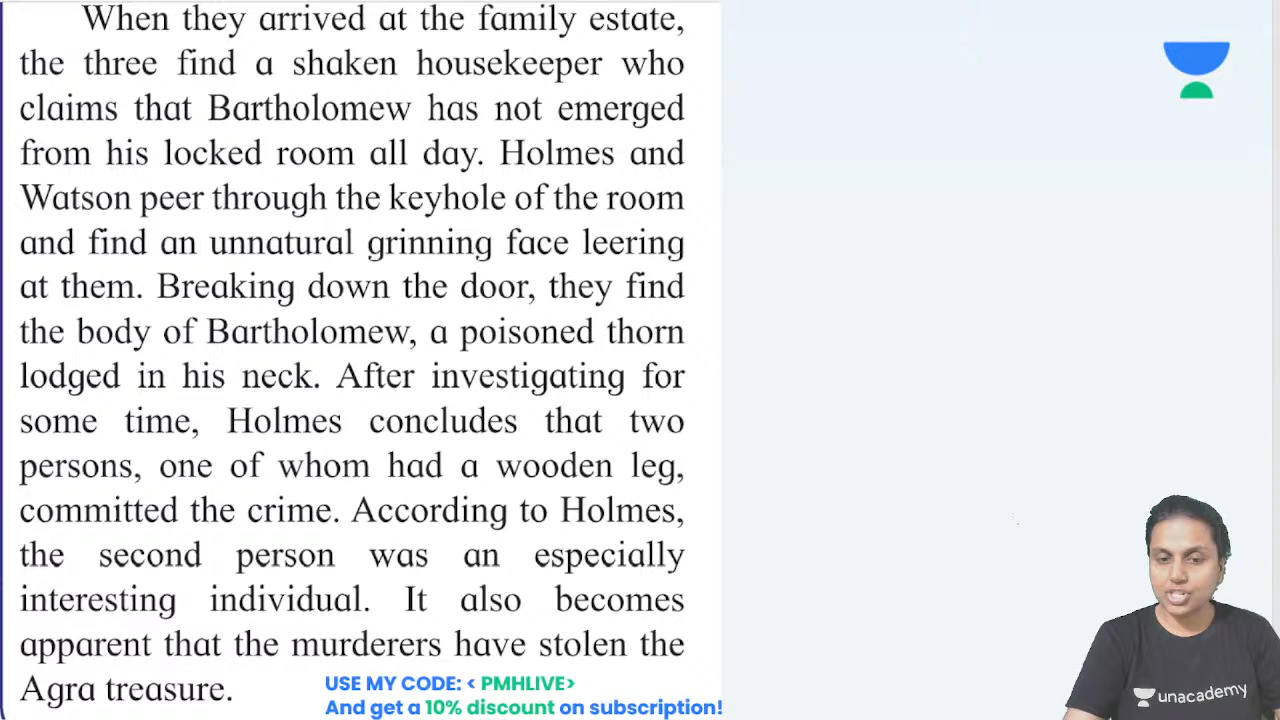 When they arrived at the family estate,
the three find a shaken housekeeper who
claims that Bartholomew has not emerged
from his locked room all day. Holmes and
Watson peer through the keyhole of the room
and find an unnatural grinning face leering
at them. Breaking down the door, they find
the body of Bartholomew, a poisoned thorn
lodged in his neck. After investigating for
some time, Holmes concludes that two
persons, one of whom had a wooden leg,
committed the crime. According to Holmes,
the second person was an especially
interesting individual. It also becomes
apparent that the murderers have stolen the
Agra treasure.
USE MY CODE: < PMHLIVE>
And get a 10% discount on subscription!
unacademy